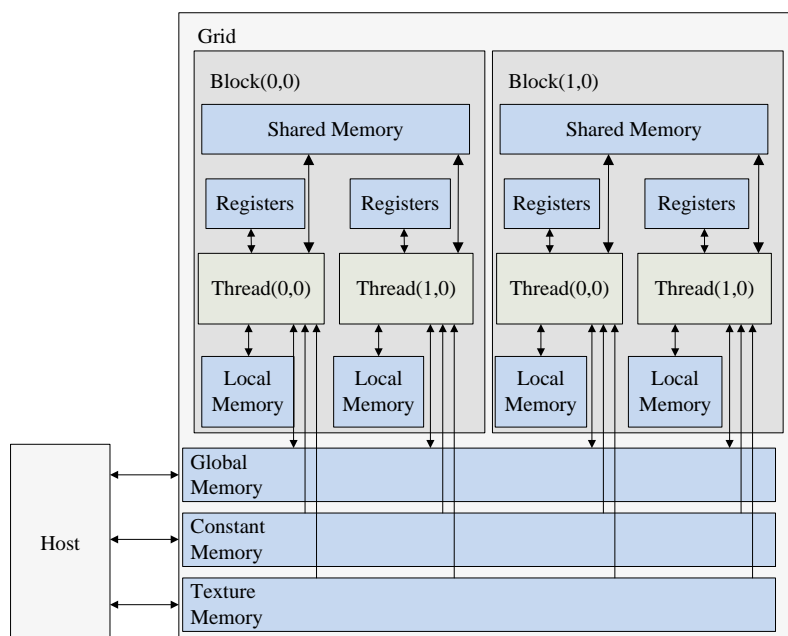 Grid
Block(0,0)
Block(1,0)
Shared Memory
Shared Memory
Registers
Registers
Registers
Registers
Thread(0,0)
Thread(1,0)
Thread(0,0)
Thread(1,0)
Local
Memory
Local
Memory
Local
Memory
Local
Memory
Host
Global
Memory
Constant
Memory
Texture
Memory